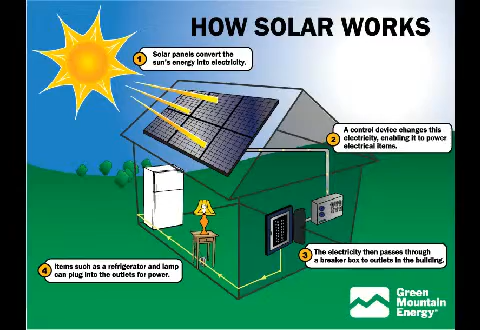 HOW SOLAR WORKS
1
Solar panels convert the
sun's energy into electricity.
2
A control device changes this
electricity, enabling it to power
electrical items.
3
The electricity then passes through
a breaker box to outlets in the building.
4
Items such as a refrigerator and lamp
can plug into the outlets for power.
Green
Mountain
Energy®